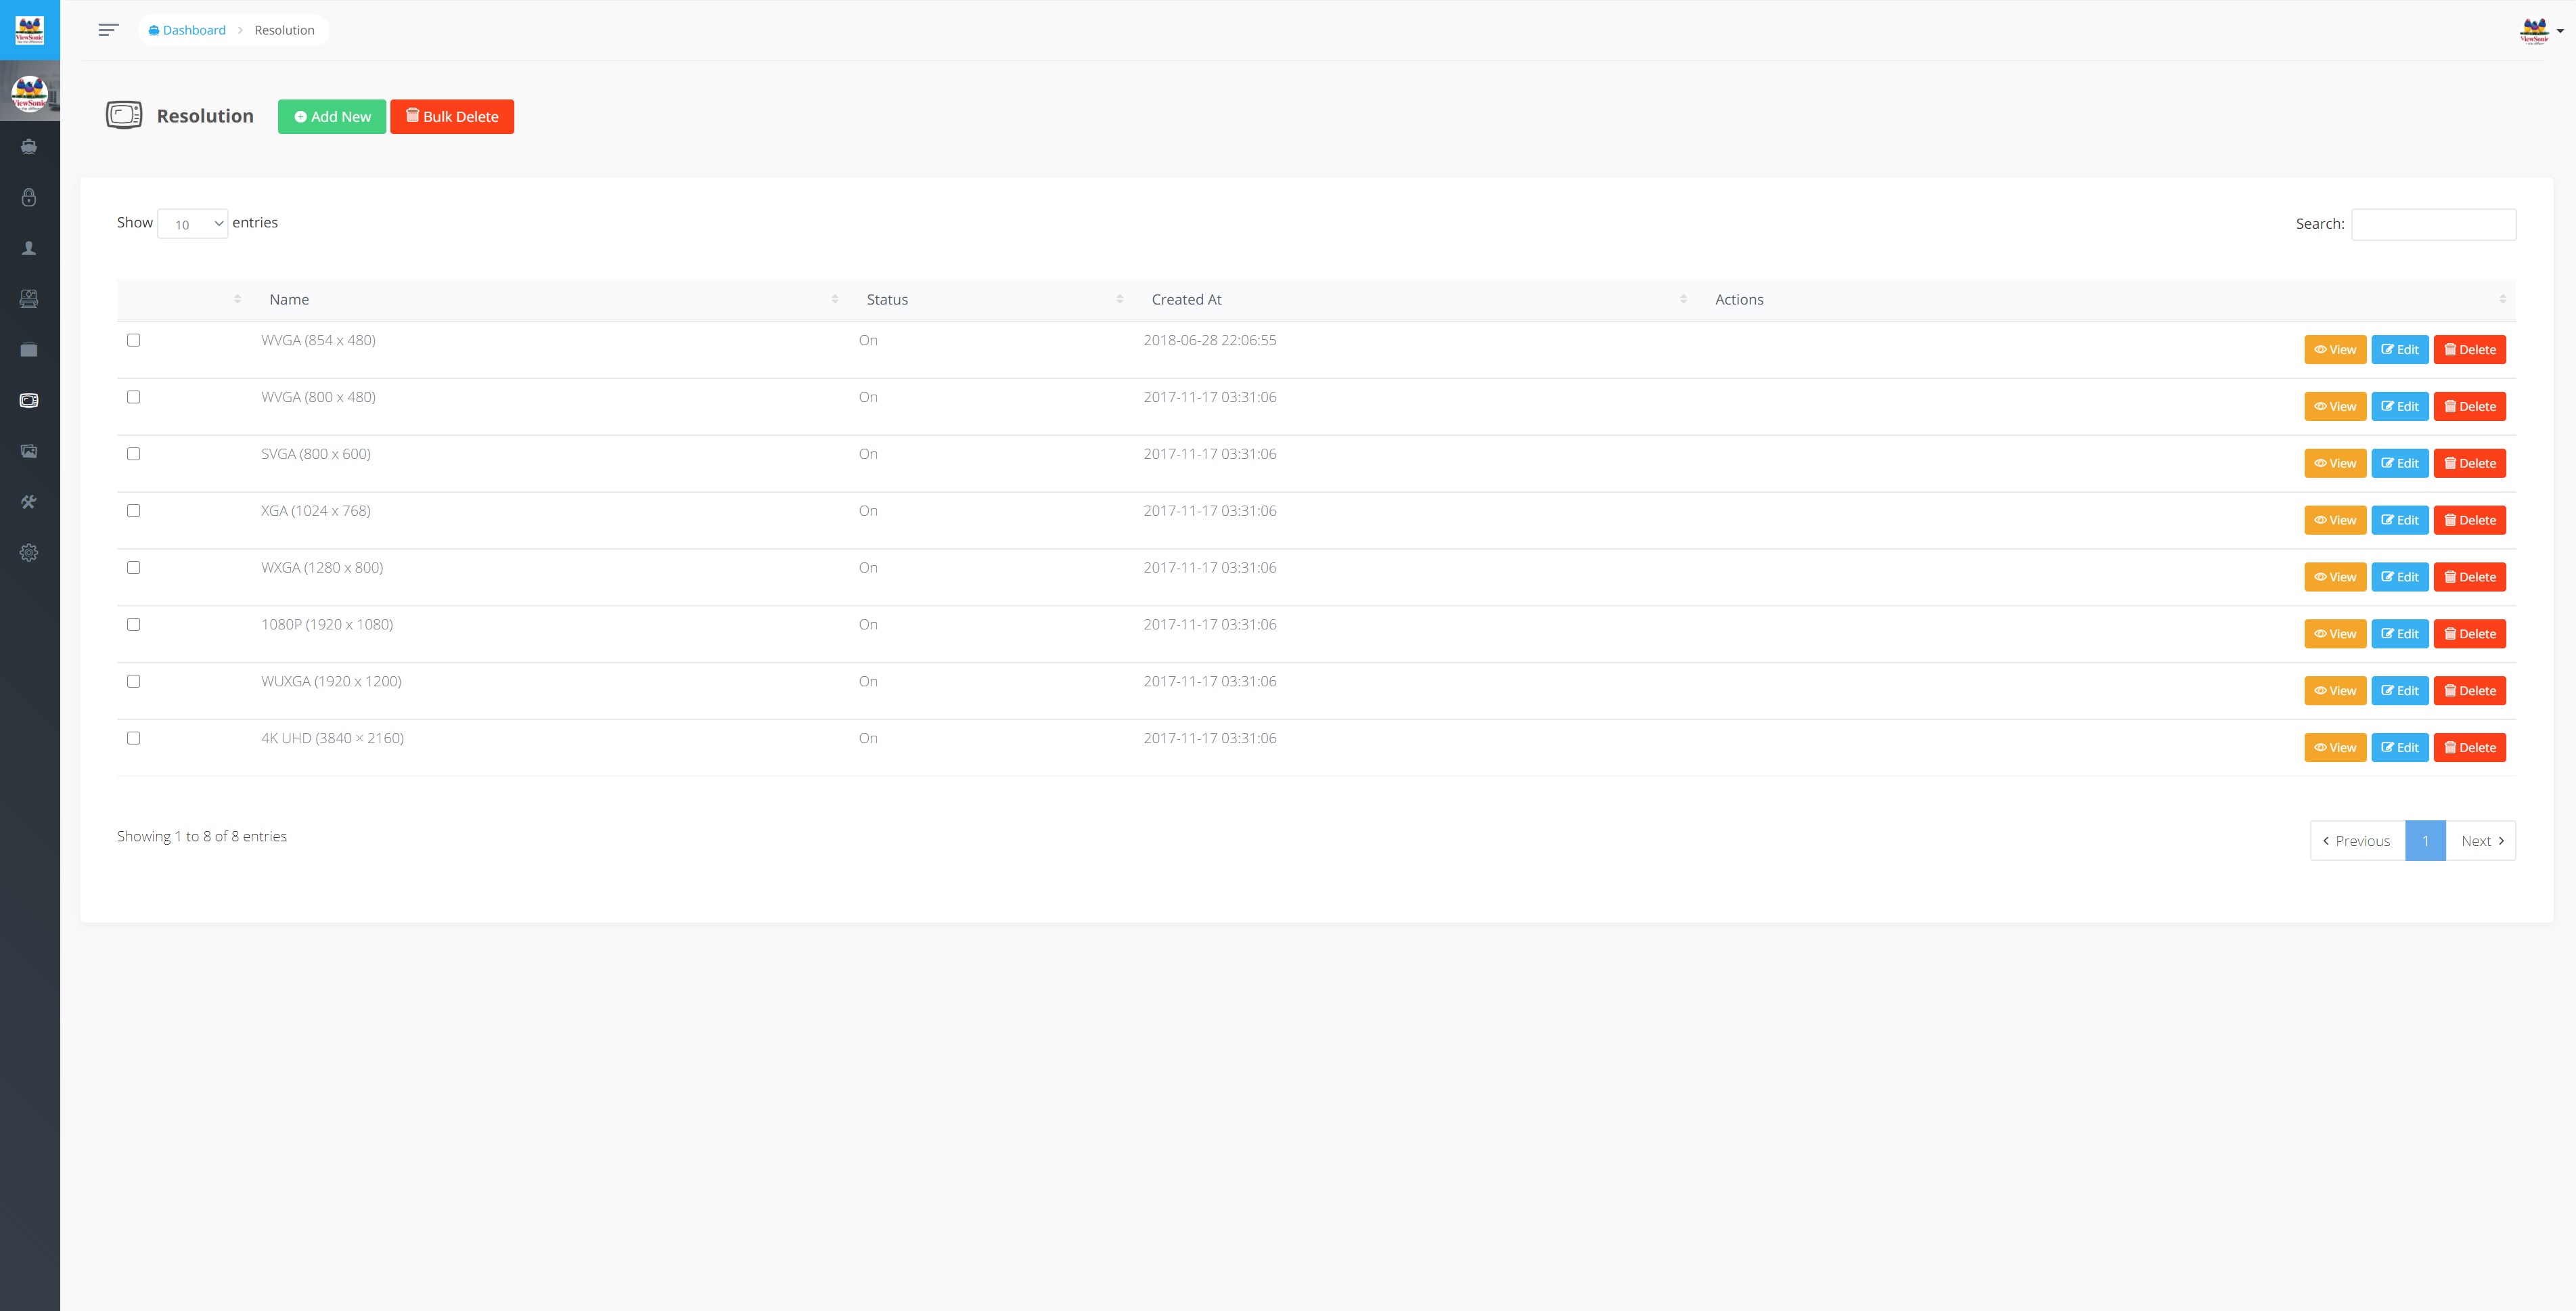 ViewSonic
Dashboard > Resolution
ViewSonic
ViewSonic
Resolution
Add New
Bulk Delete
Show 10 entries
Search:
Name Status Created At Actions
WVGA (854 x 480) On 2018-06-28 22:06:55 View Edit Delete
WVGA (800 x 480) On 2017-11-17 03:31:06 View Edit Delete
SVGA (800 x 600) On 2017-11-17 03:31:06 View Edit Delete
XGA (1024 x 768) On 2017-11-17 03:31:06 View Edit Delete
WXGA (1280 x 800) On 2017-11-17 03:31:06 View Edit Delete
1080P (1920 x 1080) On 2017-11-17 03:31:06 View Edit Delete
WUXGA (1920 x 1200) On 2017-11-17 03:31:06 View Edit Delete
4K UHD (3840 × 2160) On 2017-11-17 03:31:06 View Edit Delete
Showing 1 to 8 of 8 entries
Previous 1 Next